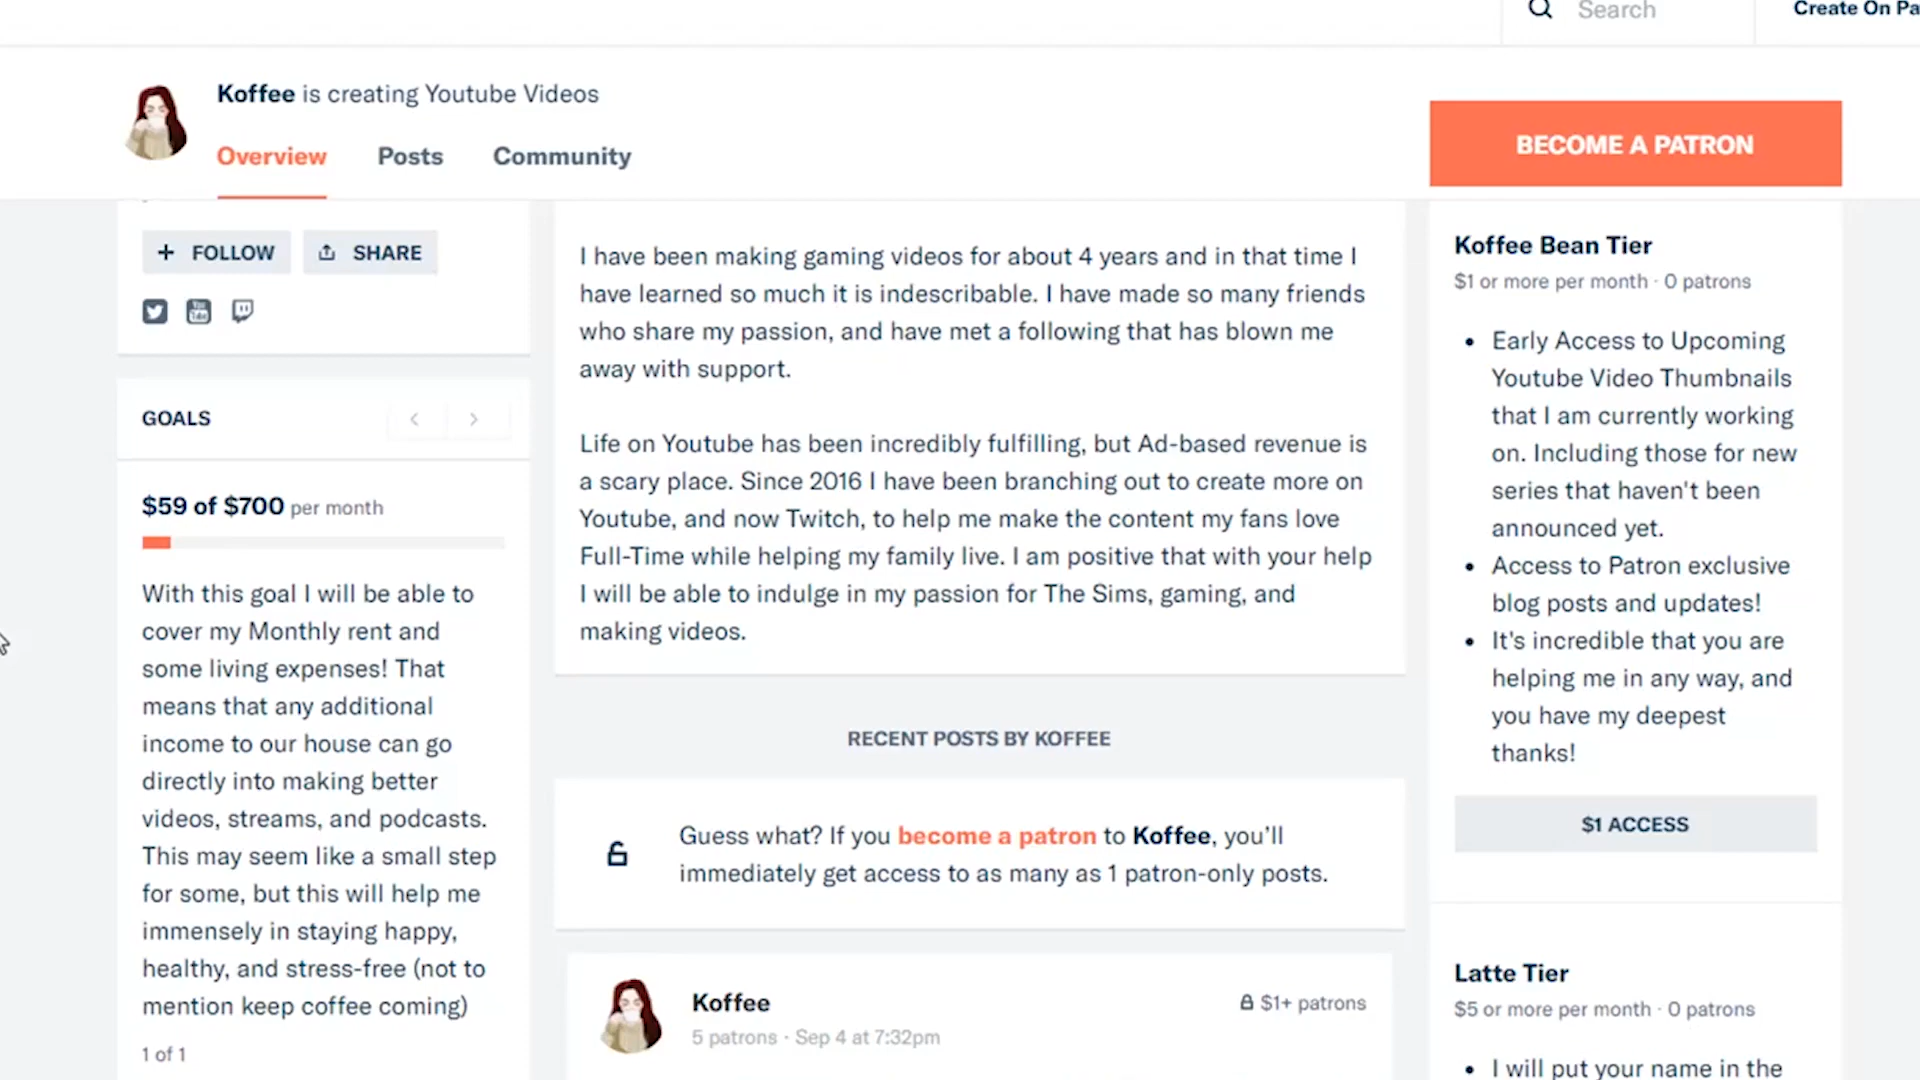 Search
Create On Pa
Koffee is creating Youtube Videos
Overview
Posts
Community
BECOME A PATRON
+ FOLLOW
SHARE
GOALS
$59 of $700 per month
With this goal I will be able to
cover my Monthly rent and
some living expenses! That
means that any additional
income to our house can go
directly into making better
videos, streams, and podcasts.
This may seem like a small step
for some, but this will help me
immensely in staying happy,
healthy, and stress-free (not to
mention keep coffee coming)
1 of 1
I have been making gaming videos for about 4 years and in that time I
have learned so much it is indescribable. I have made so many friends
who share my passion, and have met a following that has blown me
away with support.
Life on Youtube has been incredibly fulfilling, but Ad-based revenue is
a scary place. Since 2016 I have been branching out to create more on
Youtube, and now Twitch, to help me make the content my fans love
Full-Time while helping my family live. I am positive that with your help
I will be able to indulge in my passion for The Sims, gaming, and
making videos.
RECENT POSTS BY KOFFEE
Guess what? If you become a patron to Koffee, you'll
immediately get access to as many as 1 patron-only posts.
Koffee
$1+ patrons
5 patrons · Sep 4 at 7:32pm
Koffee Bean Tier
$1 or more per month · 0 patrons
• Early Access to Upcoming
Youtube Video Thumbnails
that I am currently working
on. Including those for new
series that haven't been
announced yet.
• Access to Patron exclusive
blog posts and updates!
• It's incredible that you are
helping me in any way, and
you have my deepest
thanks!
$1 ACCESS
Latte Tier
$5 or more per month · 0 patrons
• I will put your name in the